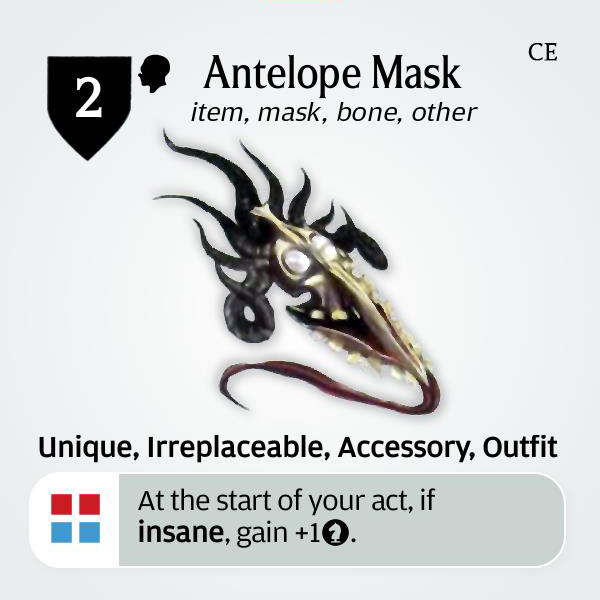 CE
2
Antelope Mask
item, mask, bone, other
Unique, Irreplaceable, Accessory, Outfit
At the start of your act, if
insane, gain +1.